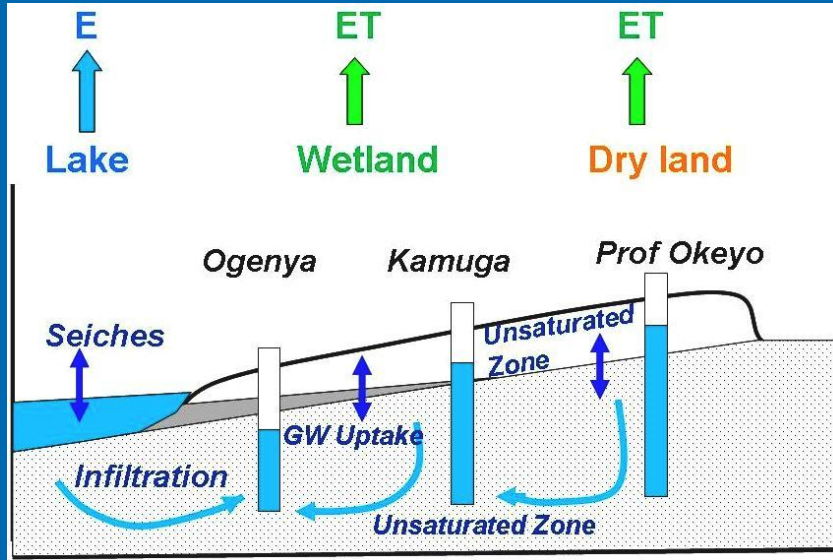 E ET ET
Lake Wetland Dry land
Ogenya Kamuga Prof Okeyo
Seiches
Unsaturated
Zone
GW Uptake
Infiltration
Unsaturated Zone